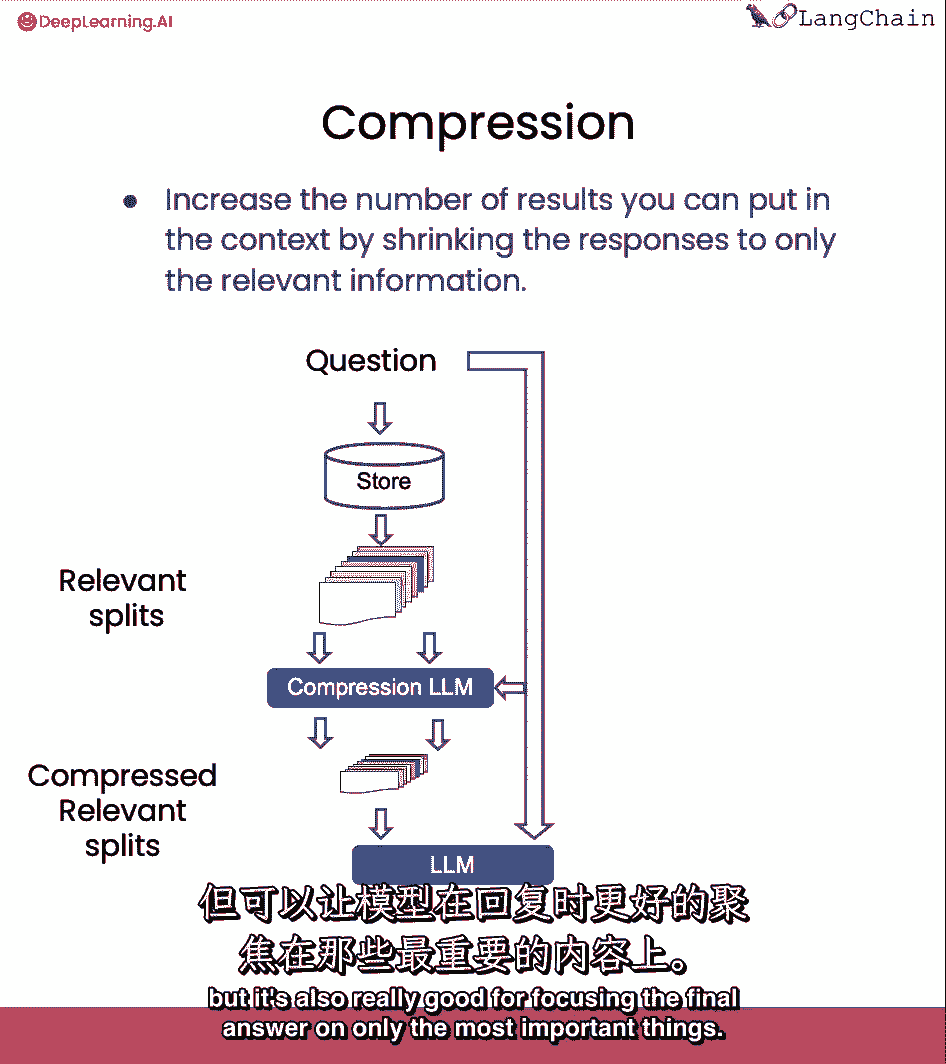 DeepLearning.AI
LangChain
Compression
• Increase the number of results you can put in
the context by shrinking the responses to only
the relevant information.
Question
Store
Relevant
splits
Compression LLM
Compressed
Relevant
splits
LLM
但可以让模型在回复时更好的聚
焦在那些最重要的内容上。
but it's also really good for focusing the final
answer on only the most important things.